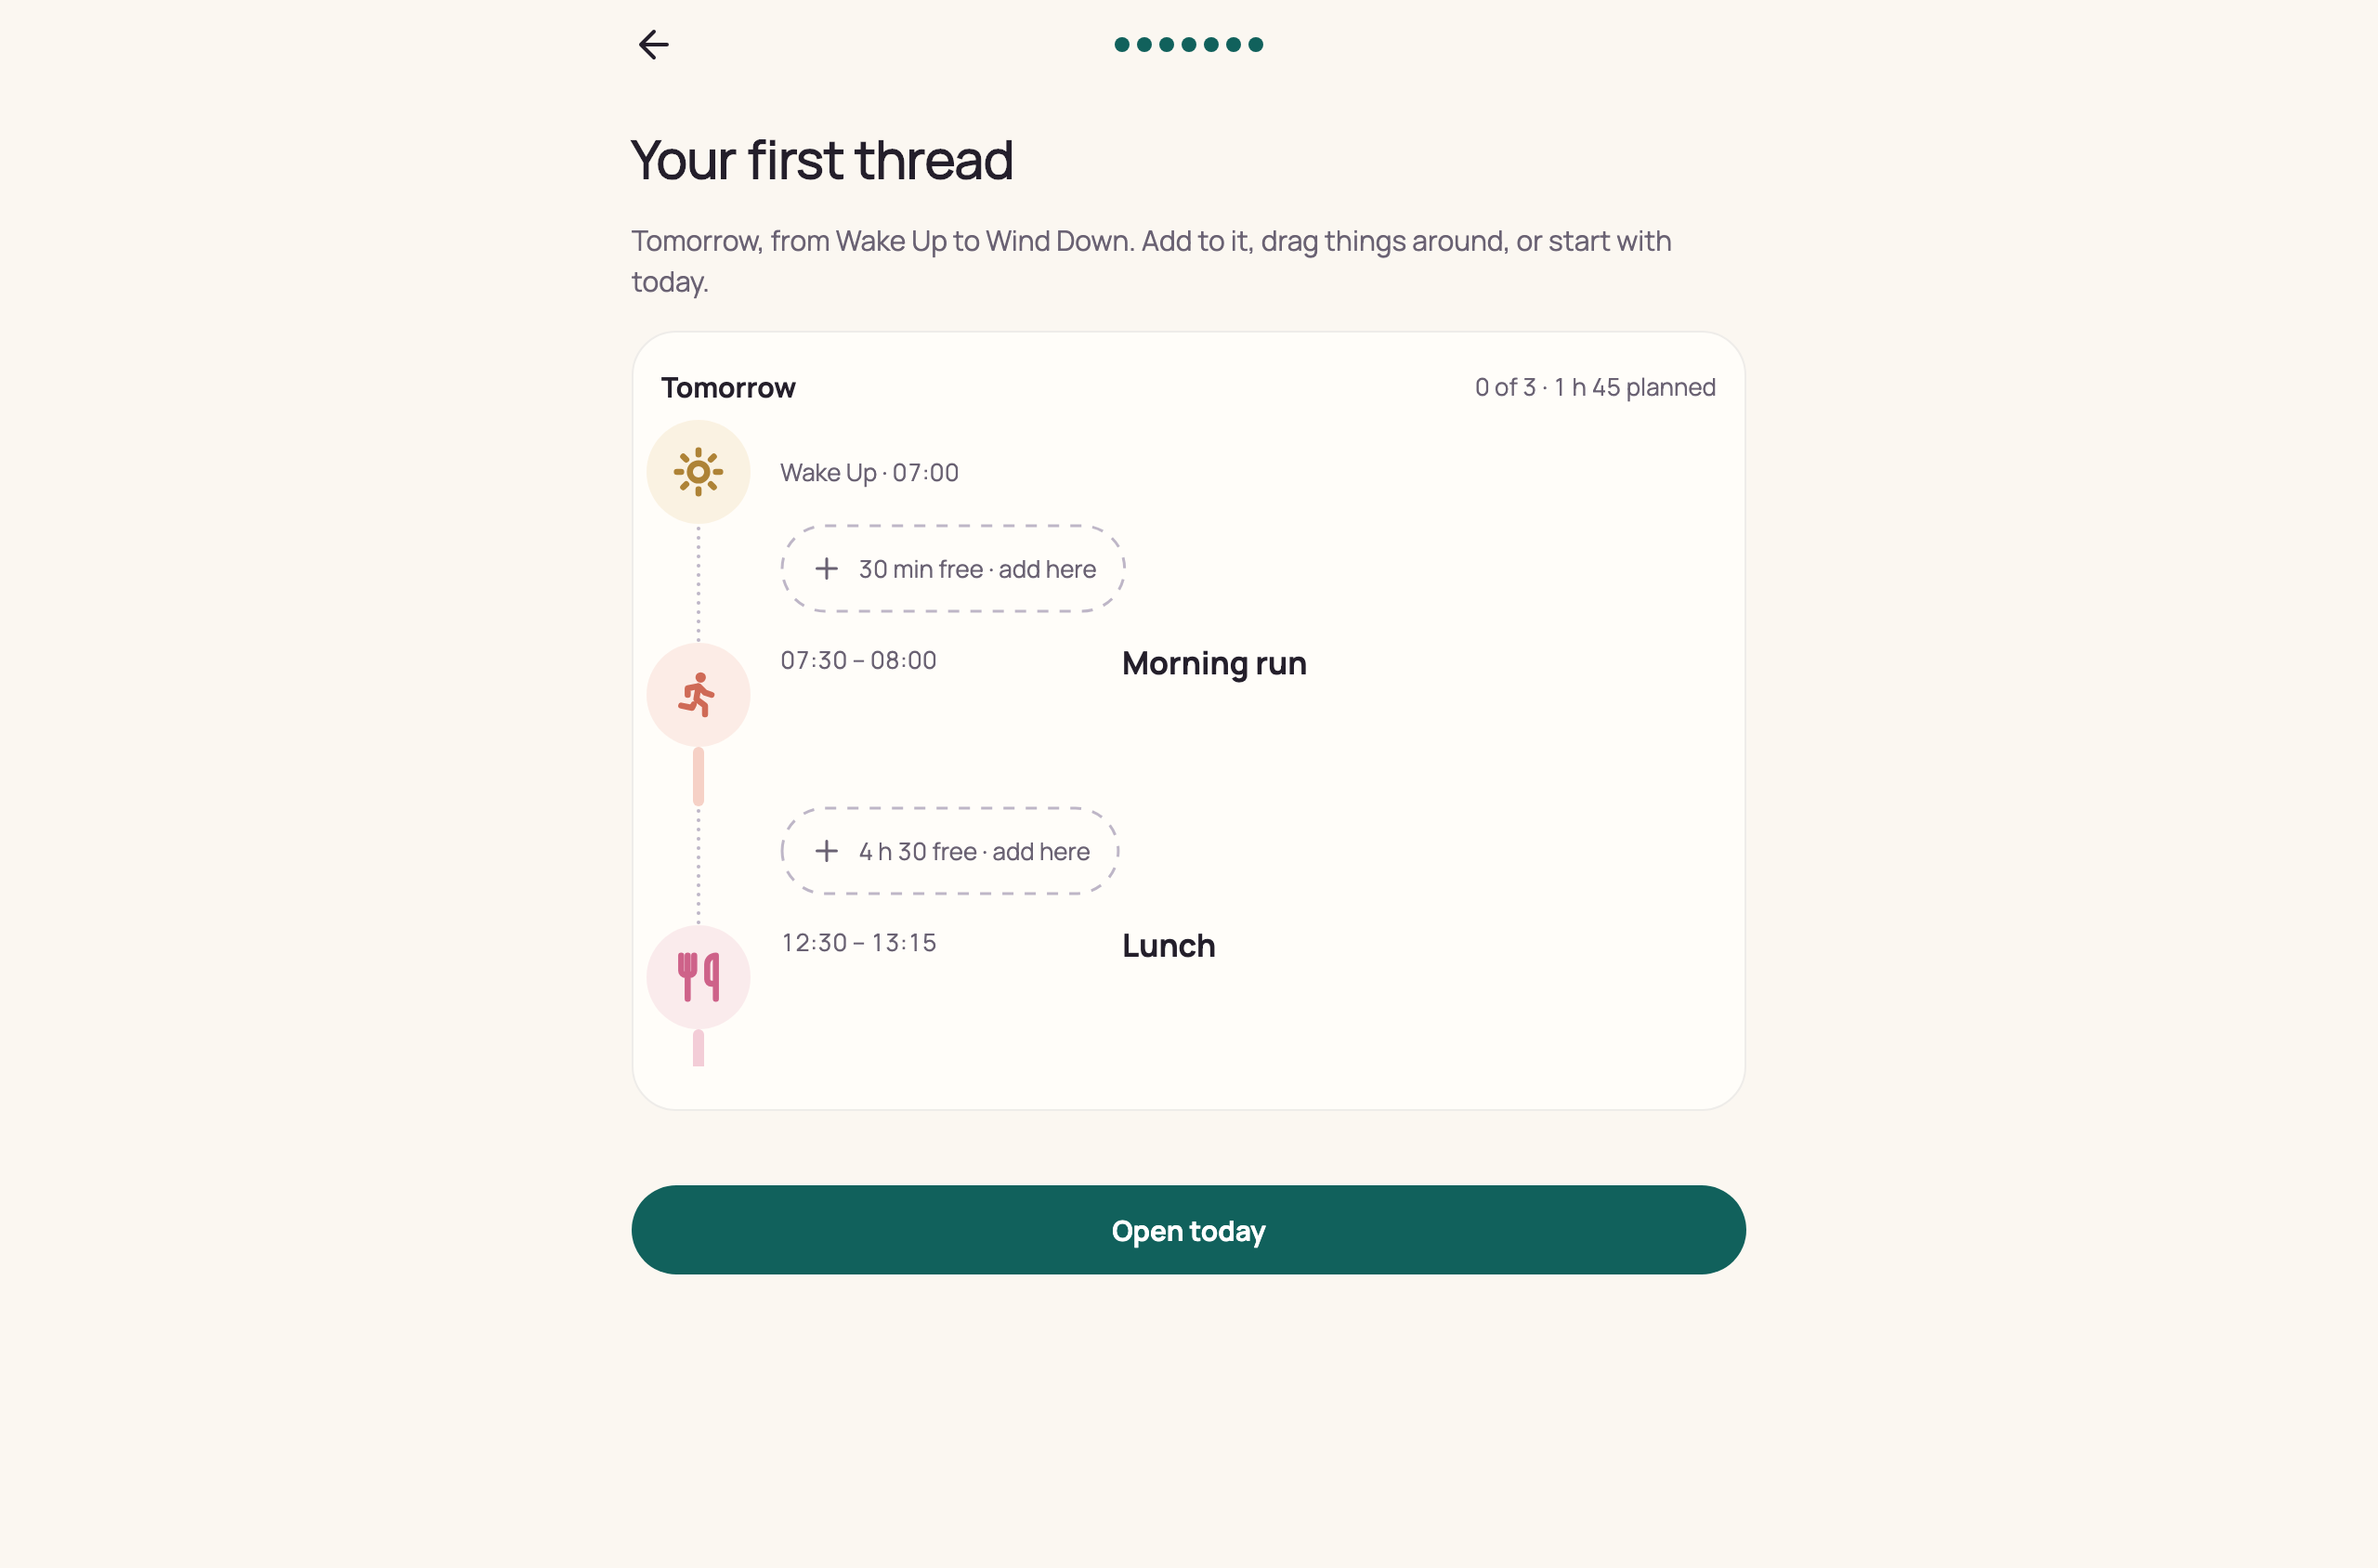 Your first thread
Tomorrow, from Wake Up to Wind Down. Add to it, drag things around, or start with
today.
Tomorrow
0 of 3 · 1 h 45 planned
Wake Up · 07:00
30 min free · add here
07:30 – 08:00
Morning run
4 h 30 free · add here
12:30 – 13:15
Lunch
Open today